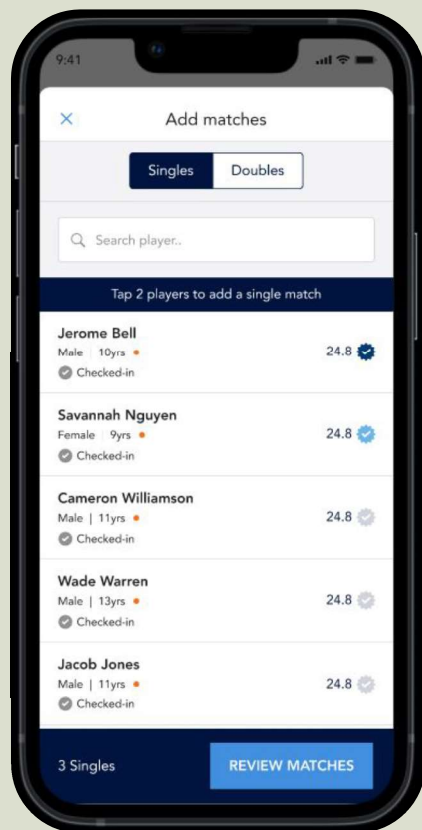 9:41
Add matches
Singles Doubles
Search player..
Tap 2 players to add a single match
Jerome Bell
Male | 10yrs
24.8
Checked-in
Savannah Nguyen
Female | 9yrs
24.8
Checked-in
Cameron Williamson
Male | 11yrs
24.8
Checked-in
Wade Warren
Male | 13yrs
24.8
Checked-in
Jacob Jones
Male | 11yrs
24.8
Checked-in
3 Singles REVIEW MATCHES